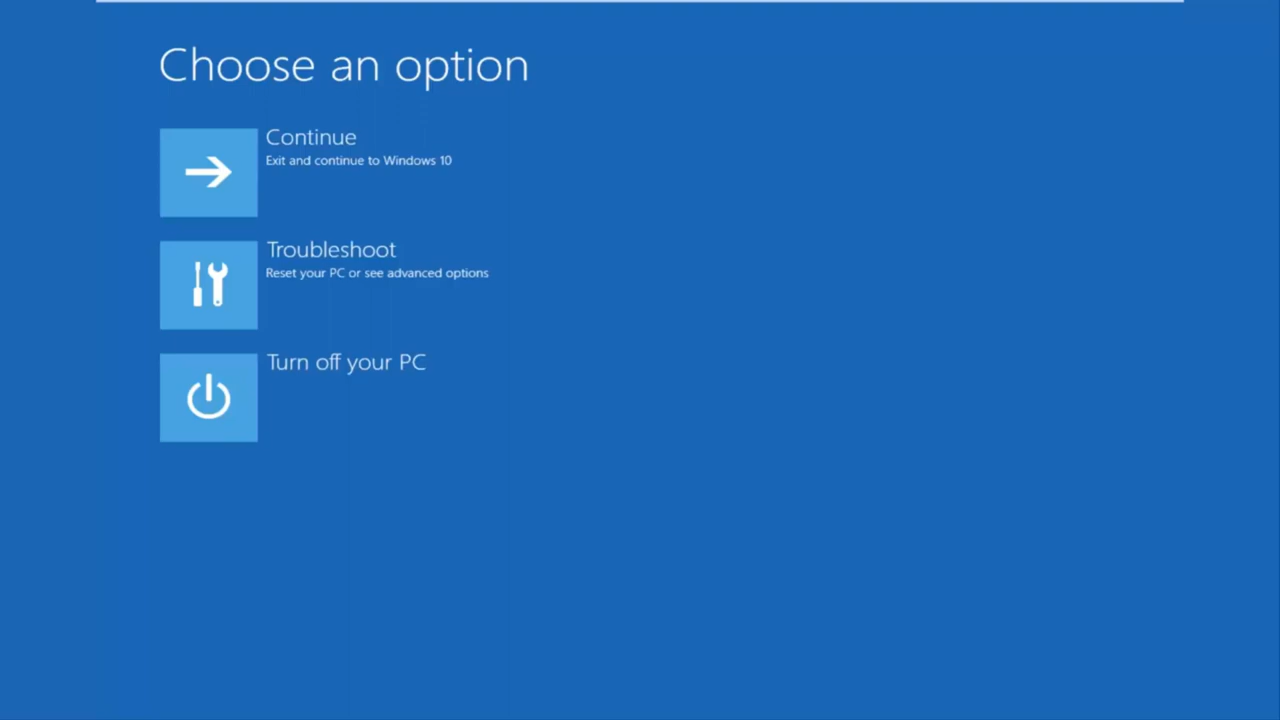 Choose an option
Continue
Exit and continue to Windows 10
Troubleshoot
Reset your PC or see advanced options
Turn off your PC